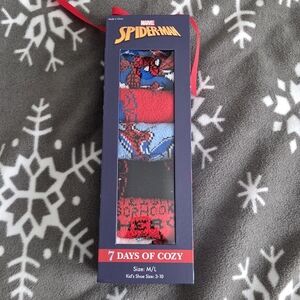 MARVEL
SPIDER-MAN
7 DAYS OF COZY
Size: M/L
Kid's Shoe Size: 3-10